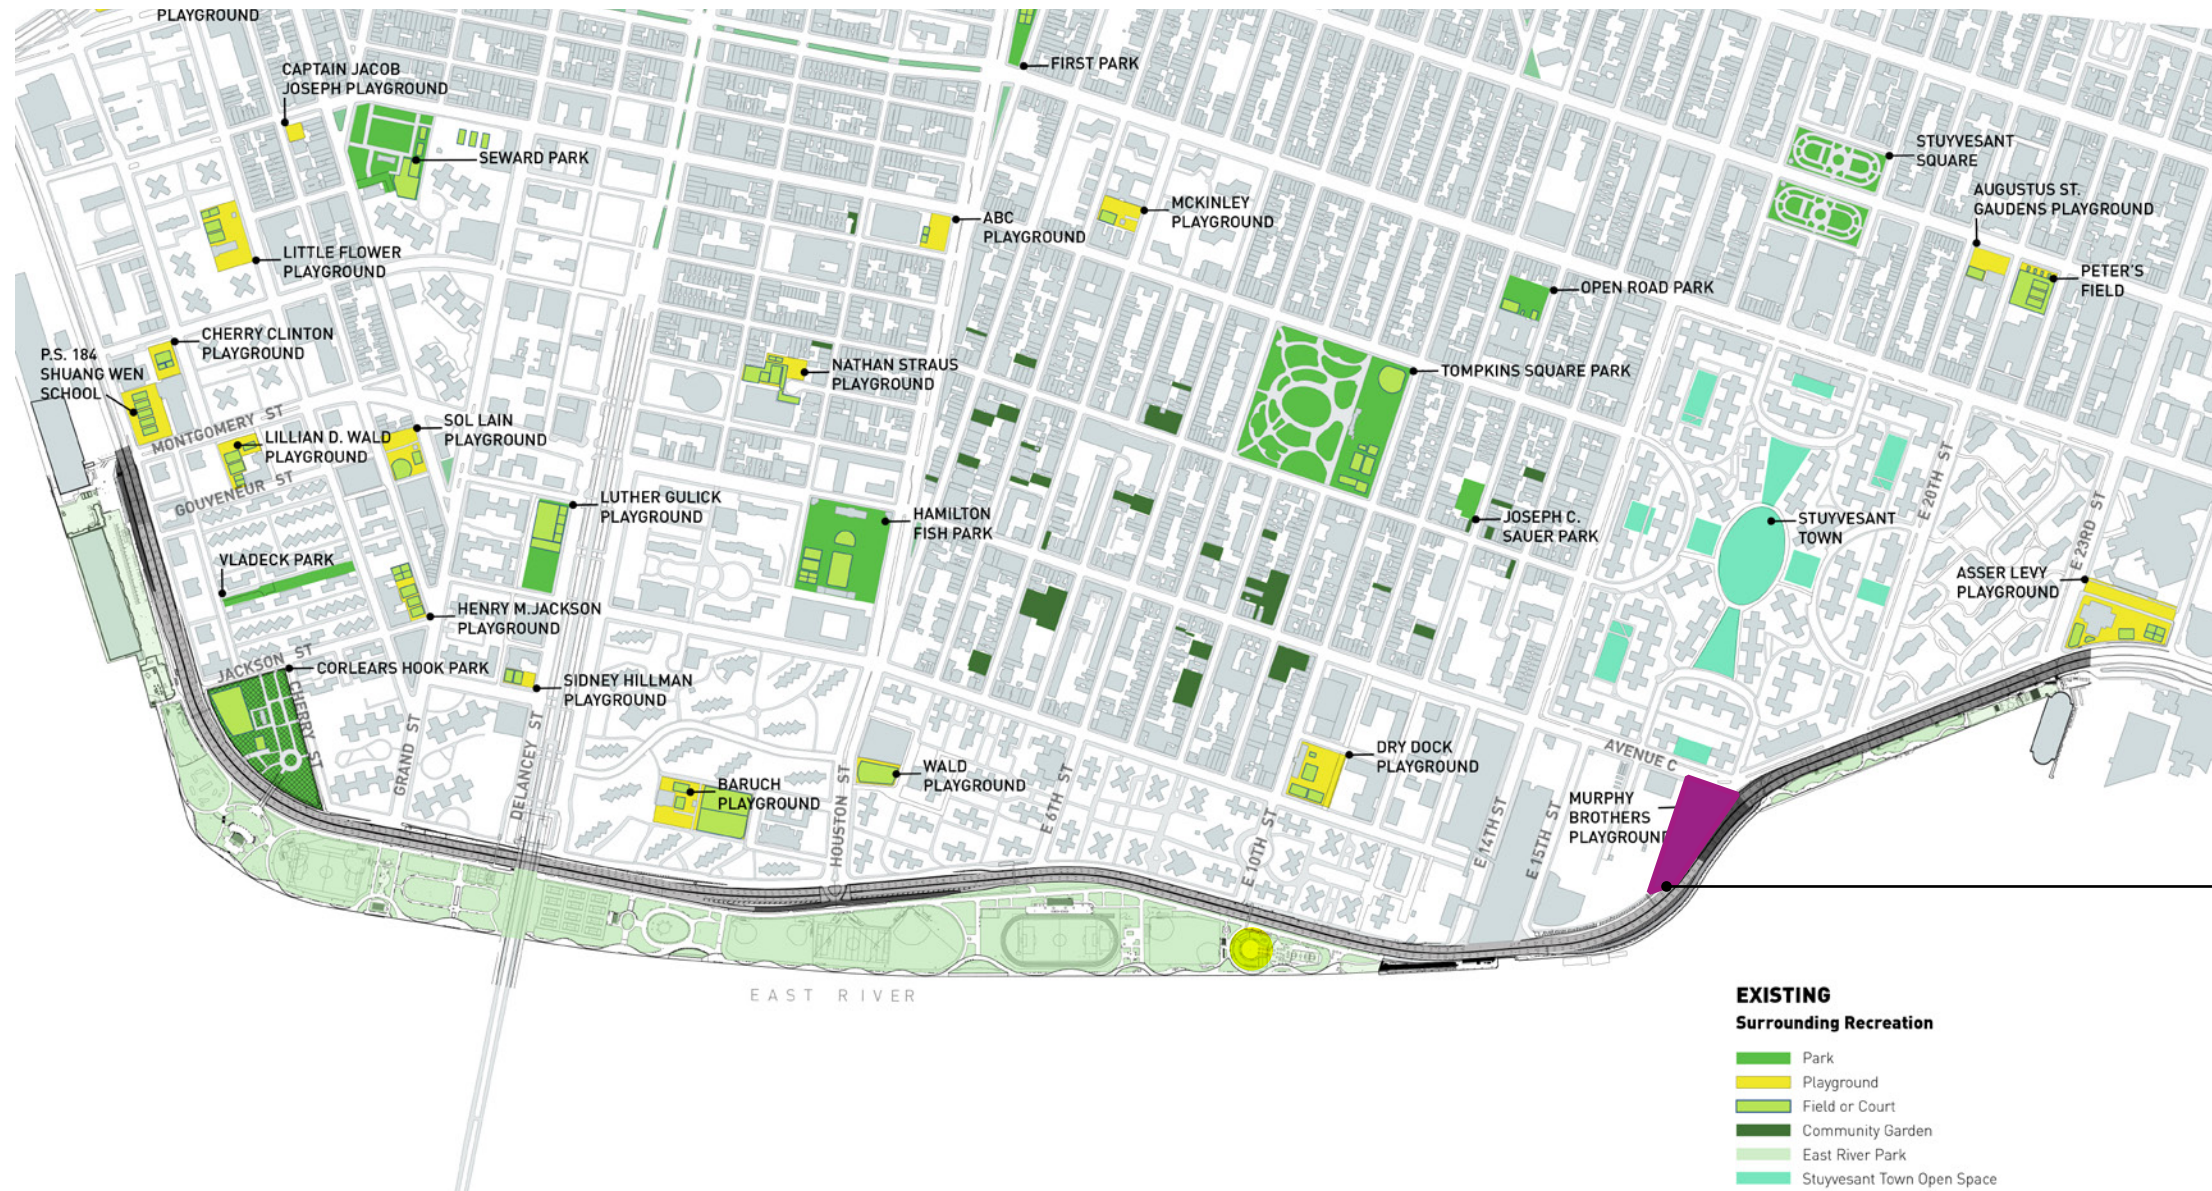 PLAYGROUND
CAPTAIN JACOB
JOSEPH PLAYGROUND
FIRST PARK
SEWARD PARK
STUYVESANT
SQUARE
AUGUSTUS ST.
GAUDENS PLAYGROUND
MCKINLEY
PLAYGROUND
ABC
PLAYGROUND
LITTLE FLOWER
PLAYGROUND
PETER'S
FIELD
OPEN ROAD PARK
CHERRY CLINTON
PLAYGROUND
P.S. 184
SHUANG WEN
SCHOOL
NATHAN STRAUS
PLAYGROUND
TOMPKINS SQUARE PARK
MONTGOMERY ST
SOL LAIN
PLAYGROUND
LILLIAN D. WALD
PLAYGROUND
GOUVENEUR ST
E 20TH ST
LUTHER GULICK
PLAYGROUND
HAMILTON
FISH PARK
JOSEPH C.
SAUER PARK
STUYVESANT
TOWN
E 23RD ST
VLADECK PARK
ASSER LEVY
PLAYGROUND
HENRY M.JACKSON
PLAYGROUND
JACKSON ST
CORLEARS HOOK PARK
CHERRY ST
SIDNEY HILLMAN
PLAYGROUND
GRAND ST
DELANCEY ST
BARUCH
PLAYGROUND
HOUSTON ST
WALD
PLAYGROUND
E 6TH ST
E 10TH ST
DRY DOCK
PLAYGROUND
AVENUE C
E 14TH ST
E 15TH ST
MURPHY
BROTHERS
PLAYGROUND
EAST RIVER
EXISTING
Surrounding Recreation
Park
Playground
Field or Court
Community Garden
East River Park
Stuyvesant Town Open Space